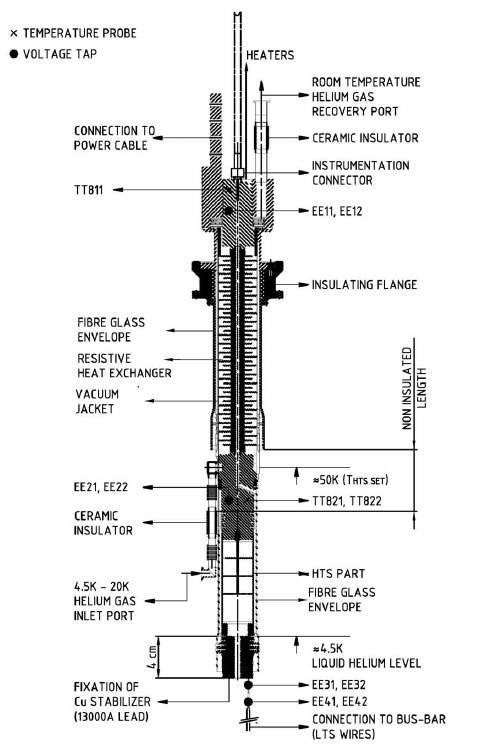 × TEMPERATURE PROBE
● VOLTAGE TAP
HEATERS
ROOM TEMPERATURE
HELIUM GAS
RECOVERY PORT
CONNECTION TO
POWER CABLE
CERAMIC INSULATOR
INSTRUMENTATION
CONNECTOR
TT811
EE11, EE12
INSULATING FLANGE
FIBRE GLASS
ENVELOPE
RESISTIVE
HEAT EXCHANGER
VACUUM
JACKET
NON INSULATED
LENGTH
≈50K (THTS SET)
EE21, EE22
TT821, TT822
CERAMIC
INSULATOR
4.5K - 20K
HELIUM GAS
INLET PORT
HTS PART
FIBRE GLASS
ENVELOPE
4 cm
≈4.5K
LIQUID HELIUM LEVEL
FIXATION OF
Cu STABILIZER
(13000A LEAD)
EE31, EE32
EE41, EE42
CONNECTION TO BUS-BAR
(LTS WIRES)